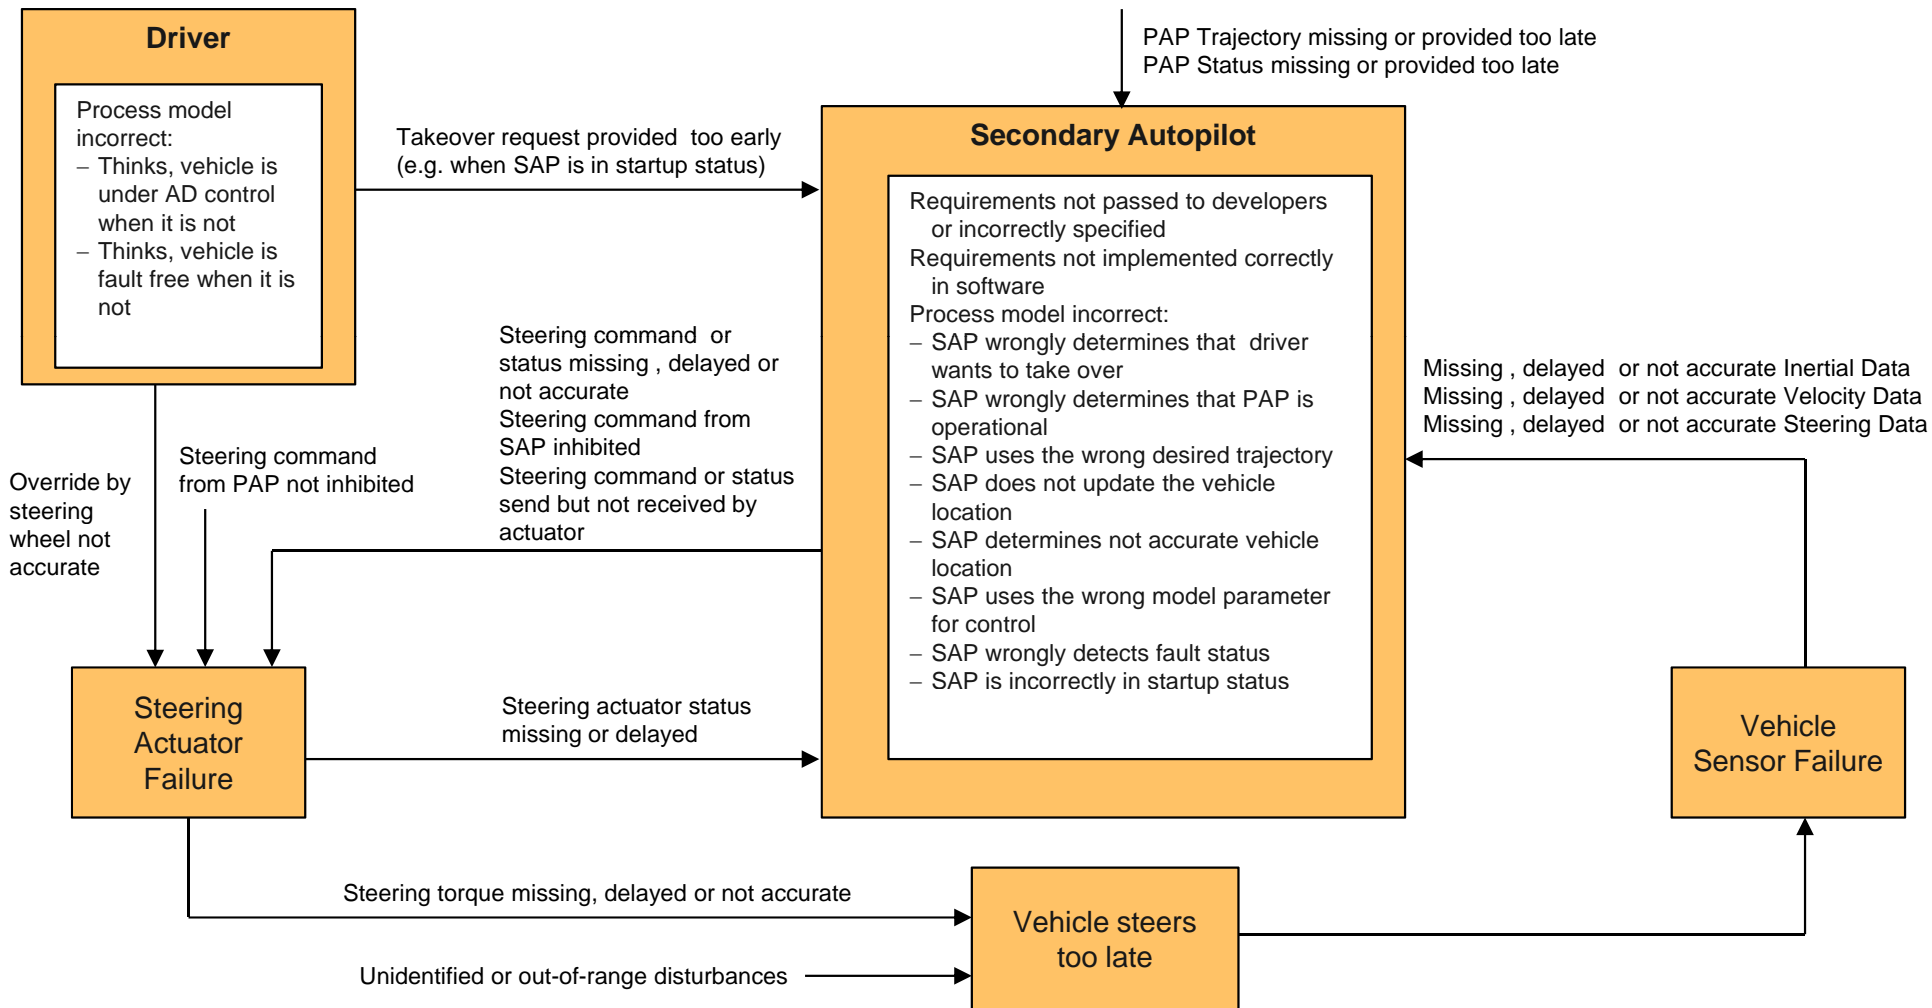 Driver
Process model
incorrect:
– Thinks, vehicle is
under AD control
when it is not
– Thinks, vehicle is
fault free when it is
not
PAP Trajectory missing or provided too late
PAP Status missing or provided too late
Takeover request provided too early
(e.g. when SAP is in startup status)
Secondary Autopilot
Requirements not passed to developers
or incorrectly specified
Requirements not implemented correctly
in software
Process model incorrect:
– SAP wrongly determines that driver
wants to take over
– SAP wrongly determines that PAP is
operational
– SAP uses the wrong desired trajectory
– SAP does not update the vehicle
location
– SAP determines not accurate vehicle
location
– SAP uses the wrong model parameter
for control
– SAP wrongly detects fault status
– SAP is incorrectly in startup status
Steering command or
status missing , delayed or
not accurate
Steering command from
SAP inhibited
Steering command or status
send but not received by
actuator
Missing , delayed or not accurate Inertial Data
Missing , delayed or not accurate Velocity Data
Missing , delayed or not accurate Steering Data
Override by
steering
wheel not
accurate
Steering command
from PAP not inhibited
Steering
Actuator
Failure
Steering actuator status
missing or delayed
Vehicle
Sensor Failure
Steering torque missing, delayed or not accurate
Vehicle steers
too late
Unidentified or out-of-range disturbances